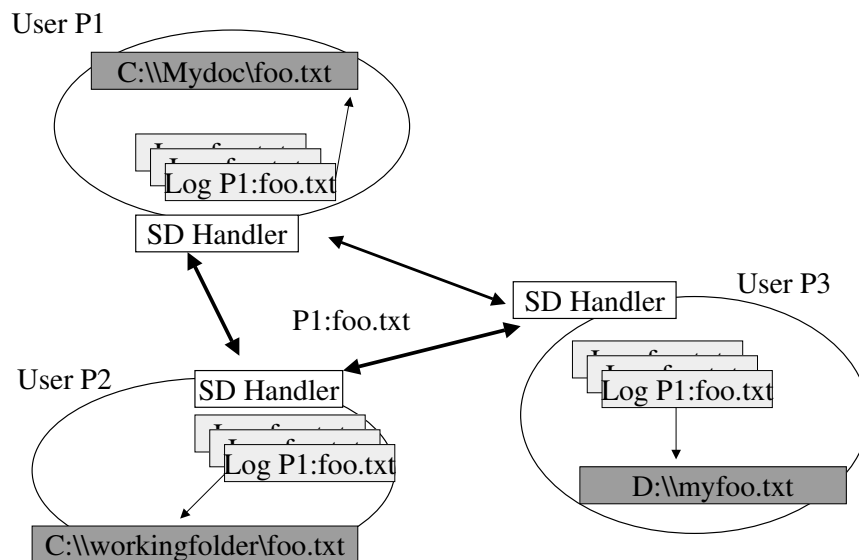 User P1
C:\\Mydoc\foo.txt
Log P1:foo.txt
SD Handler
User P3
SD Handler
P1:foo.txt
User P2
SD Handler
Log P1:foo.txt
Log P1:foo.txt
D:\\myfoo.txt
C:\\workingfolder\foo.txt